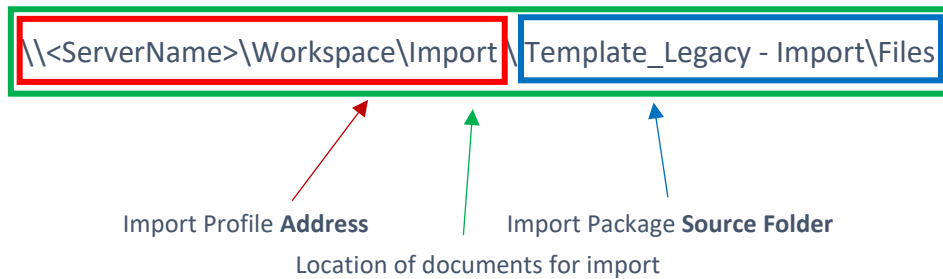 \\<ServerName>\Workspace\Import\Template_Legacy - Import\Files
Import Profile Address
Import Package Source Folder
Location of documents for import